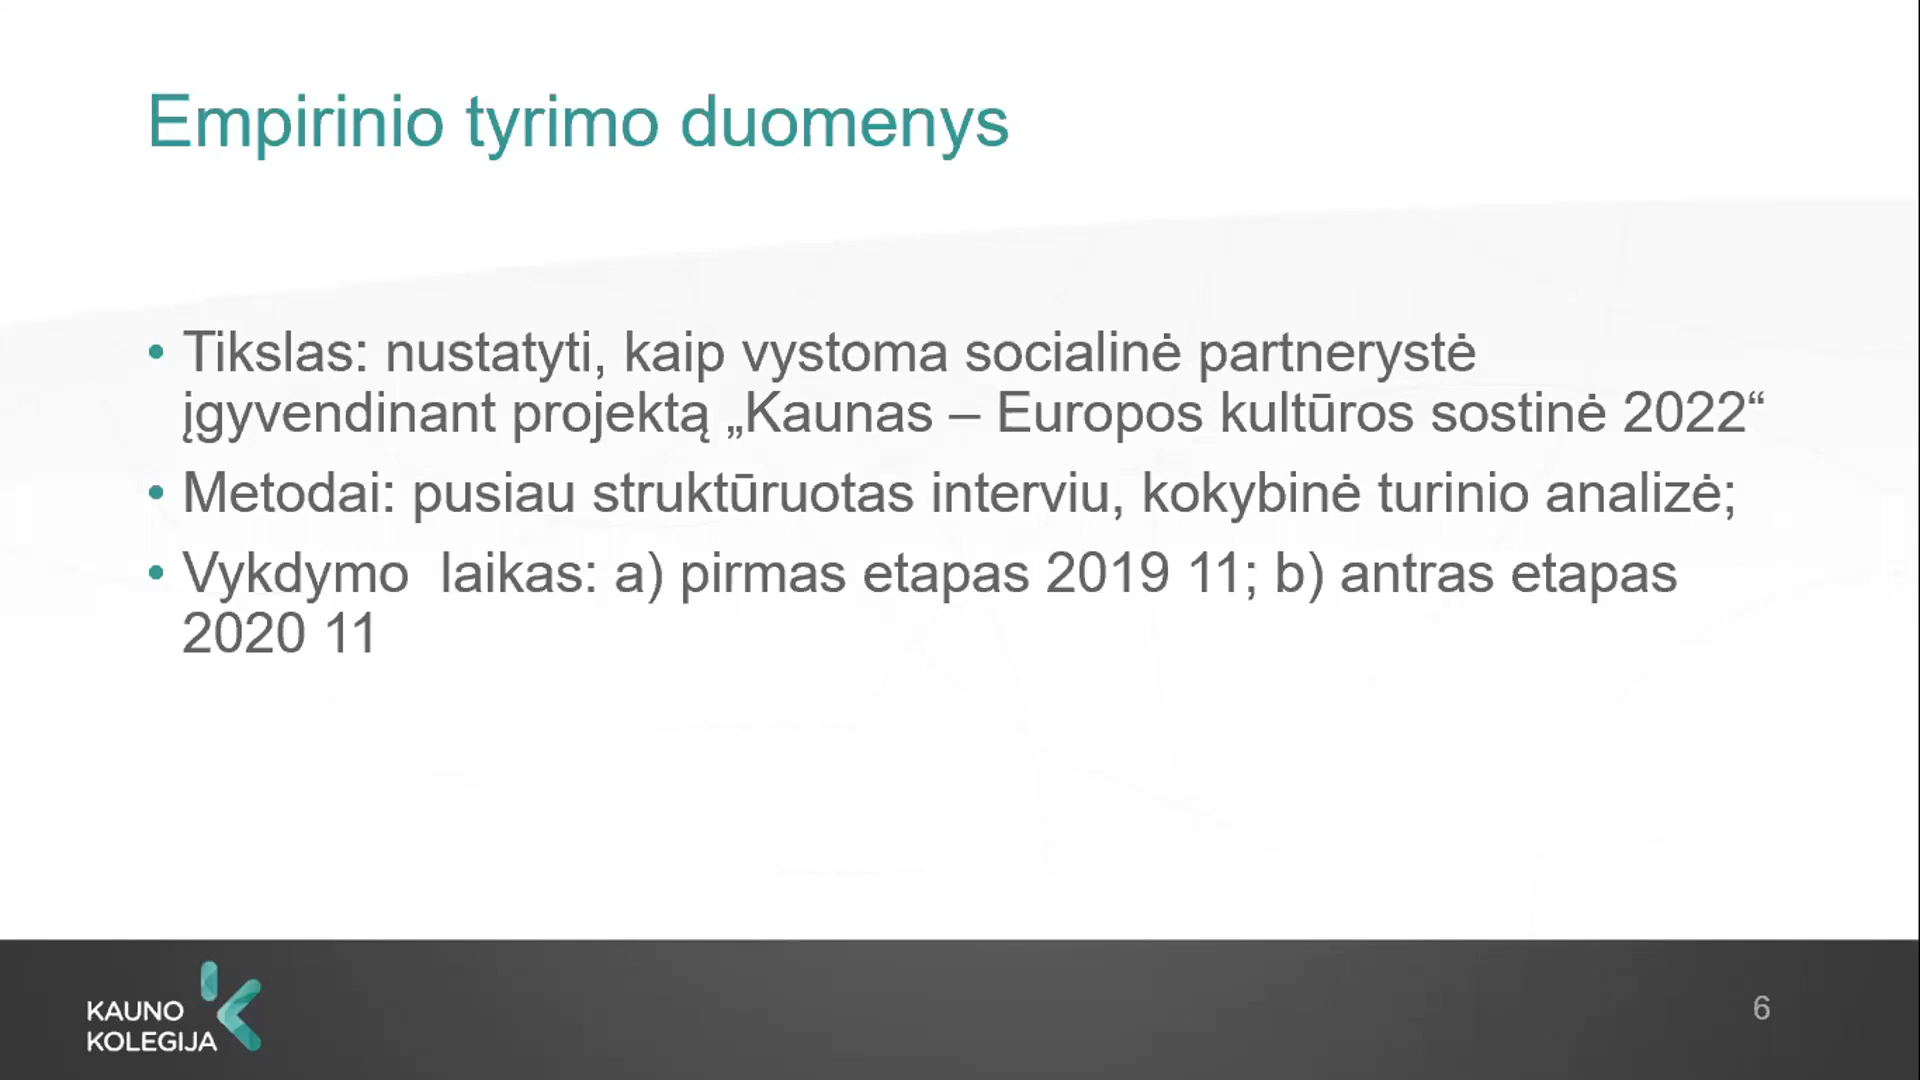 Empirinio tyrimo duomenys
• Tikslas: nustatyti, kaip vystoma socialinė partnerystė
įgyvendinant projektą „Kaunas – Europos kultūros sostinė 2022“
• Metodai: pusiau struktūruotas interviu, kokybinė turinio analizė;
• Vykdymo  laikas: a) pirmas etapas 2019 11; b) antras etapas
2020 11
KAUNO
KOLEGIJA
6